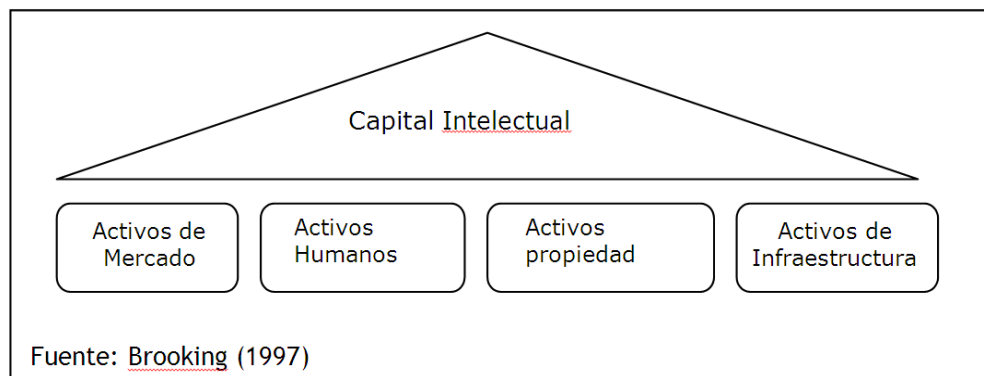 Capital Intelectual
Activos de
Mercado
Activos
Humanos
Activos
propiedad
Activos de
Infraestructura
Fuente: Brooking (1997)